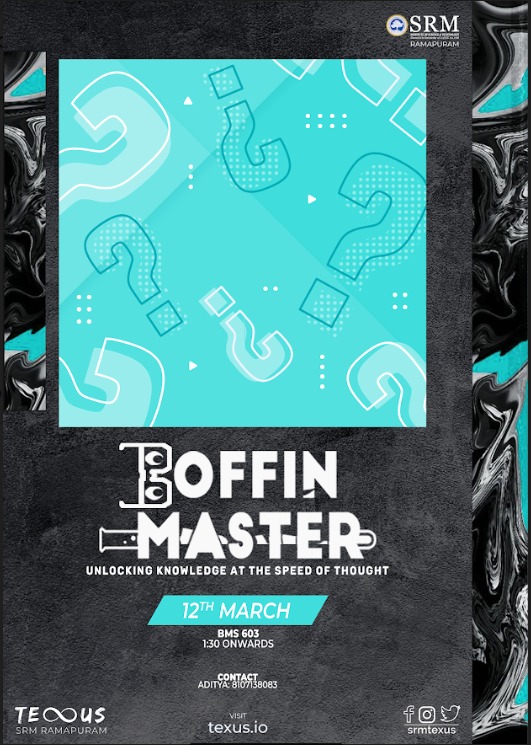 SRM
RAMAPURAM
BOFFIN
MASTER
UNLOCKING KNOWLEDGE AT THE SPEED OF THOUGHT
12TH MARCH
BMS 603
1:30 ONWARDS
CONTACT
ADITYA: 8107138083
TEXUS
SRM RAMAPURAM
VISIT
texus.io
srmtexus